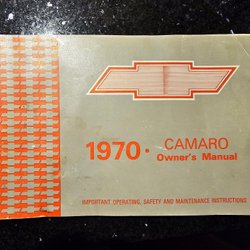 1970. CAMARO
Owner's Manual
IMPORTANT OPERATING, SAFETY AND MAINTENANCE INSTRUCTIONS